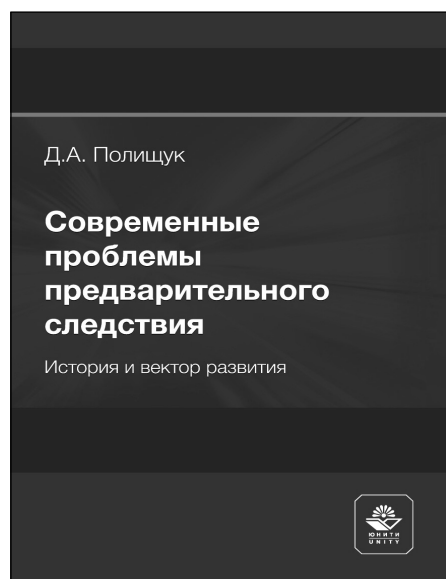 Д.А. Полищук
Современные
проблемы
предварительного
следствия
История и вектор развития
ЮНИТИ
UNITY